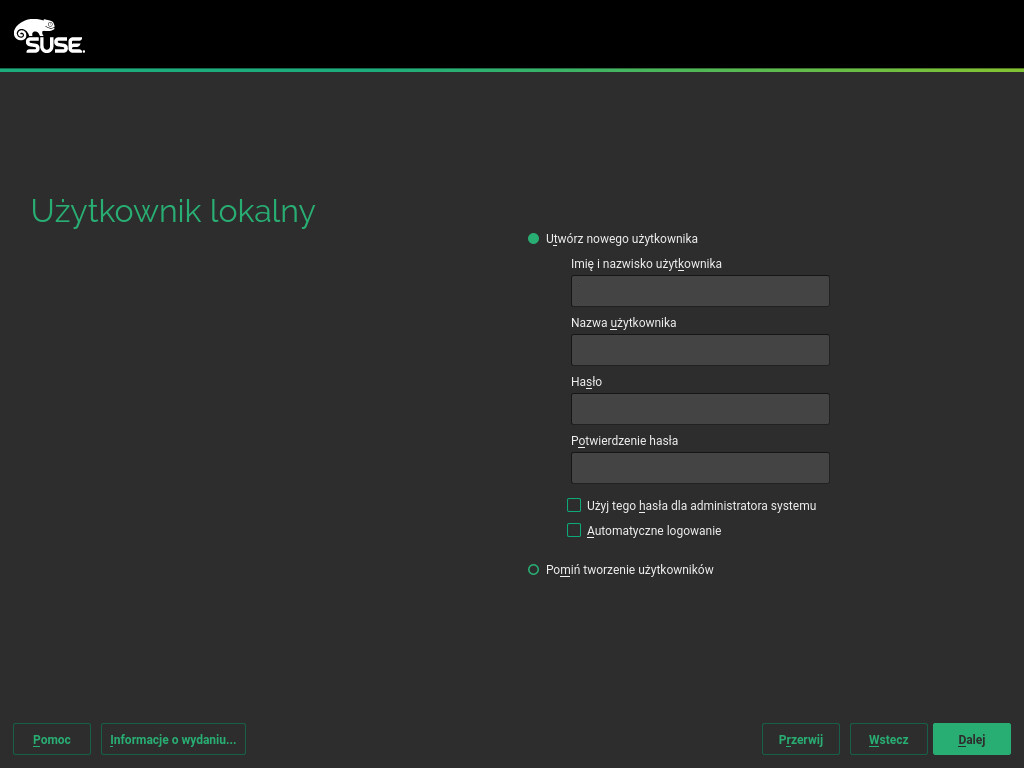 SUSE.
Użytkownik lokalny
Utwórz nowego użytkownika
Imię i nazwisko użytkownika
Nazwa użytkownika
Hasło
Potwierdzenie hasła
Użyj tego hasła dla administratora systemu
Automatyczne logowanie
Pomiń tworzenie użytkowników
Pomoc Informacje o wydaniu... Przerwij Wstecz Dalej